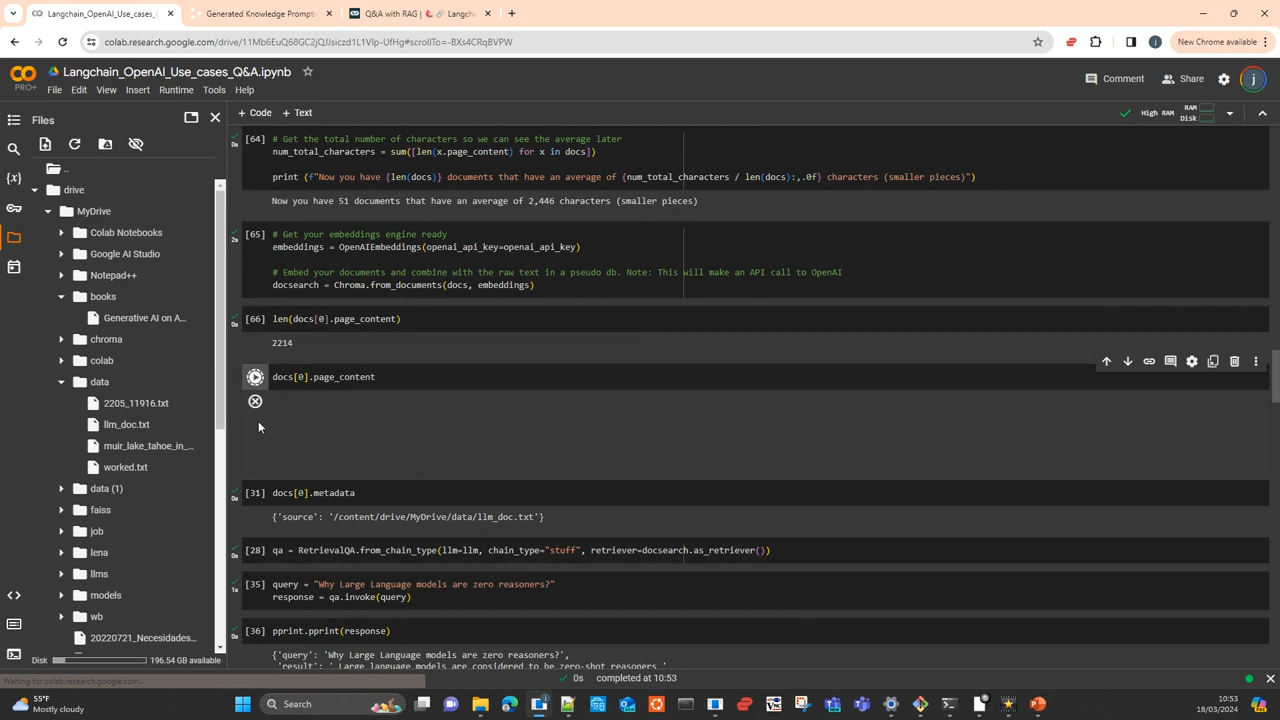 Langchain_OpenAI_Use_cases_
Generated Knowledge Prompti
Q&A with RAG | 🦜️🔗 Langcha
colab.research.google.com/drive/11Mb6EuQ68GC2jQJJsiczd1L1Vlp-UfHg#scrollTo=-BXs4CRqBVPW
New Chrome available
Langchain_OpenAI_Use_cases_Q&A.ipynb
PRO+
File Edit View Insert Runtime Tools Help
Comment Share j
+ Code + Text
High RAM RAM Disk
Files
..
drive
MyDrive
Colab Notebooks
Google AI Studio
Notepad++
books
Generative AI on A...
chroma
colab
data
2205_11916.txt
llm_doc.txt
muir_lake_tahoe_in_...
worked.txt
data (1)
faiss
job
lena
llms
models
wb
20220721_Necesidades...
Disk 196.54 GB available
Waiting for colab.research.google.com...
[64] # Get the total number of characters so we can see the average later
0s
num_total_characters = sum([len(x.page_content) for x in docs])
print (f"Now you have {len(docs)} documents that have an average of {num_total_characters / len(docs):,.0f} characters (smaller pieces)")
Now you have 51 documents that have an average of 2,446 characters (smaller pieces)
[65] # Get your embeddings engine ready
2s
embeddings = OpenAIEmbeddings(openai_api_key=openai_api_key)
# Embed your documents and combine with the raw text in a pseudo db. Note: This will make an API call to OpenAI
docsearch = Chroma.from_documents(docs, embeddings)
[66] len(docs[0].page_content)
0s
2214
docs[0].page_content
[31] docs[0].metadata
0s
{'source': '/content/drive/MyDrive/data/llm_doc.txt'}
[28] qa = RetrievalQA.from_chain_type(llm=llm, chain_type="stuff", retriever=docsearch.as_retriever())
0s
[35] query = "Why Large Language models are zero reasoners?"
1s
response = qa.invoke(query)
[36] pprint.pprint(response)
0s
{'query': 'Why Large Language models are zero reasoners?',
'result': ' Large language models are considered to be zero-shot reasoners '
0s completed at 10:53
55°F
Mostly cloudy
Search
10:53
18/03/2024